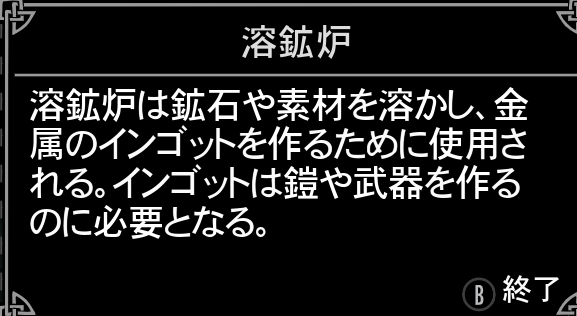 溶鉱炉
溶鉱炉は鉱石や素材を溶かし、金
属のインゴットを作るために使用さ
れる。インゴットは鎧や武器を作る
のに必要となる。
B 終了